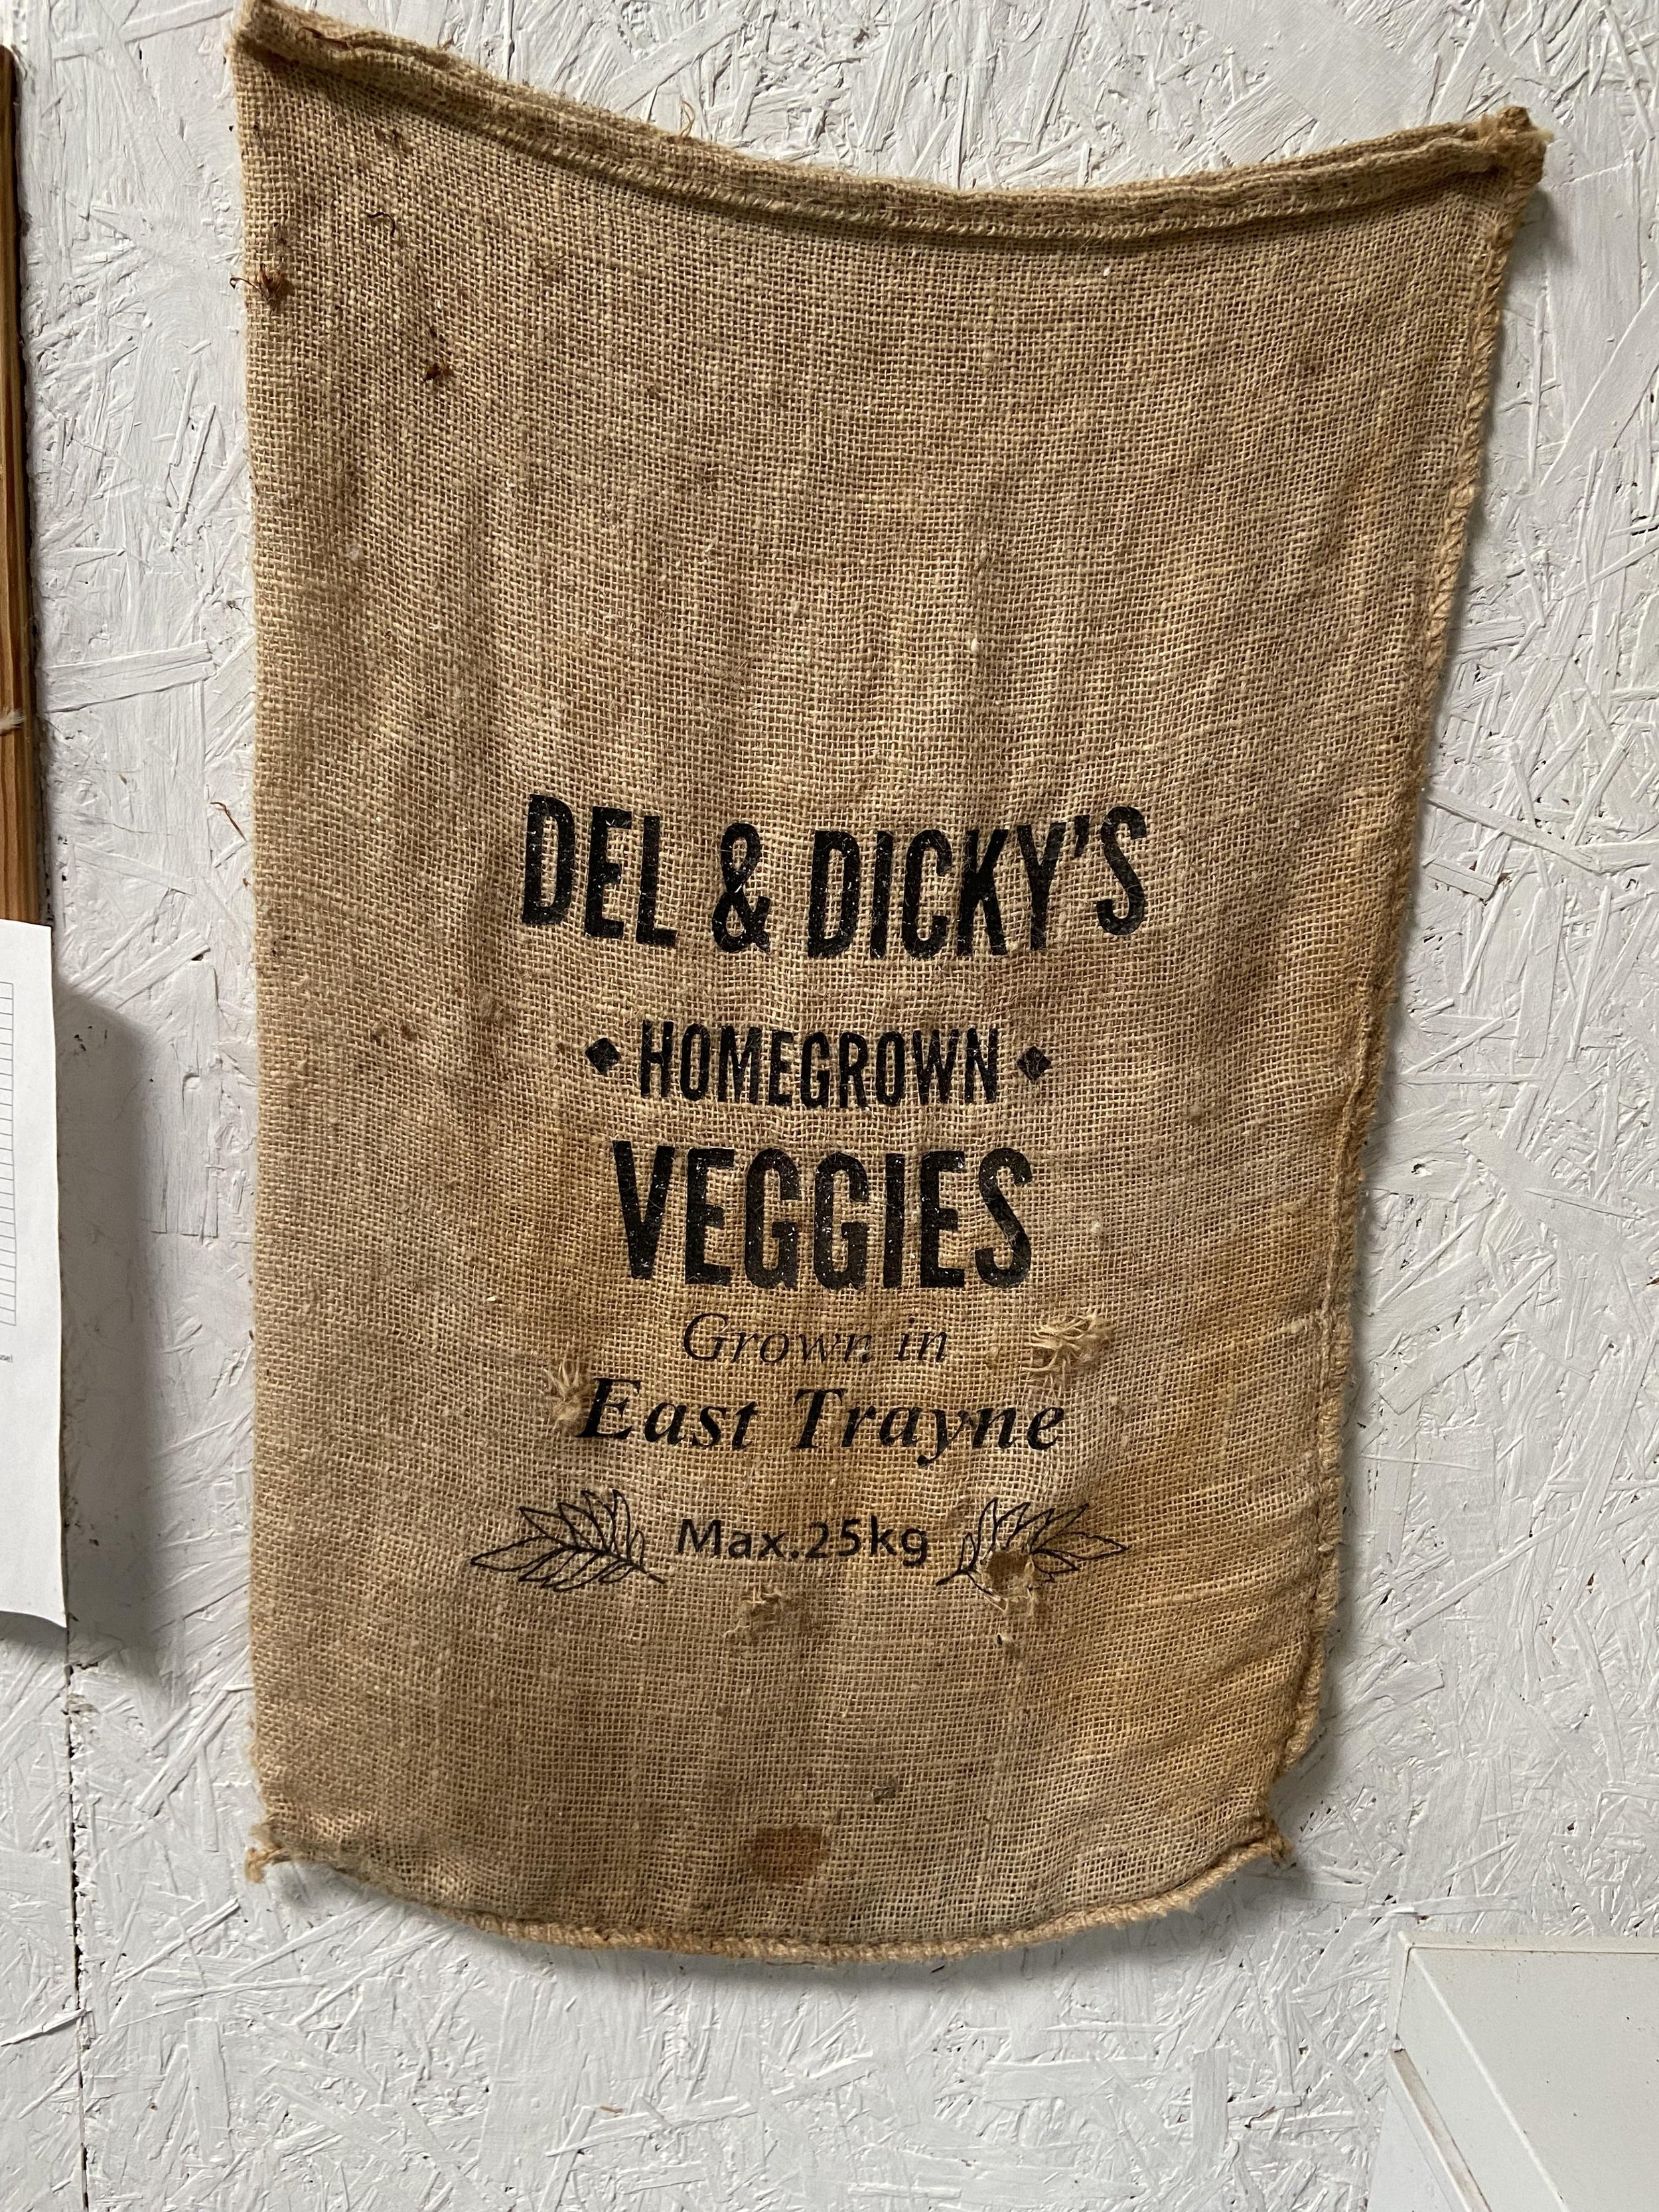 DEL & DICKY'S
HOMEGROWN
VEGGIES
Grown in
East Trayne
Max.25kg